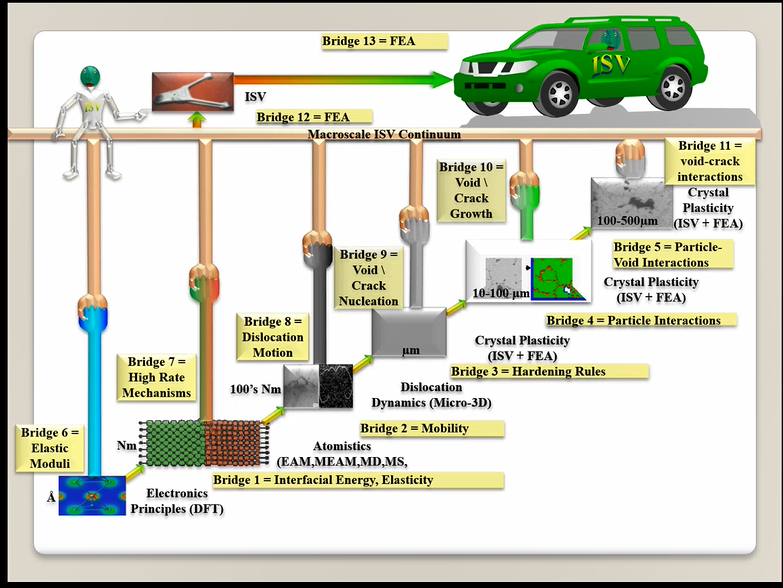 Bridge 13 = FEA
ISV
ISV
ISV
Bridge 12 = FEA
Macroscale ISV Continuum
Bridge 11 =
void-crack
interactions
Bridge 10 =
Void \
Crack
Growth
Crystal
Plasticity
(ISV + FEA)
100-500µm
Bridge 5 = Particle-
Void Interactions
Bridge 9 =
Void \
Crack
Nucleation
10-100 µm
Crystal Plasticity
(ISV + FEA)
Bridge 4 = Particle Interactions
Bridge 8 =
Dislocation
Motion
µm
Crystal Plasticity
(ISV + FEA)
Bridge 3 = Hardening Rules
Bridge 7 =
High Rate
Mechanisms
100's Nm
Dislocation
Dynamics (Micro-3D)
Bridge 2 = Mobility
Bridge 6 =
Elastic
Moduli
Nm
Atomistics
(EAM,MEAM,MD,MS,
Bridge 1 = Interfacial Energy, Elasticity
Å
Electronics
Principles (DFT)